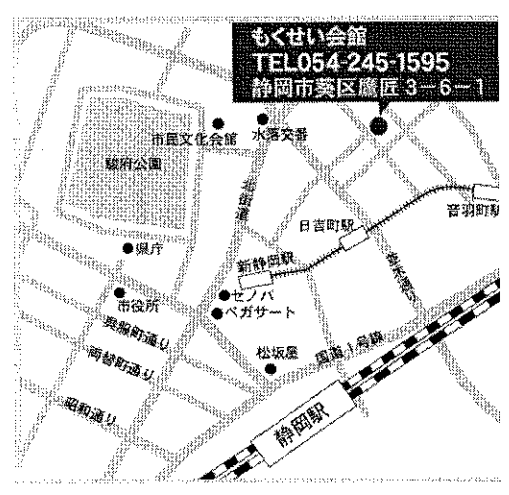 もくせい会館
TEL054-245-1595
静岡市葵区鷹匠3-6-1
市民文化会館
水落交番
駿府公園
北街道
音羽町駅
日吉町駅
新静岡駅
県庁
市役所
セノバ
ペガサート
呉服町通り
両替町通り
昭和通り
松坂屋
国道1号線
静岡駅